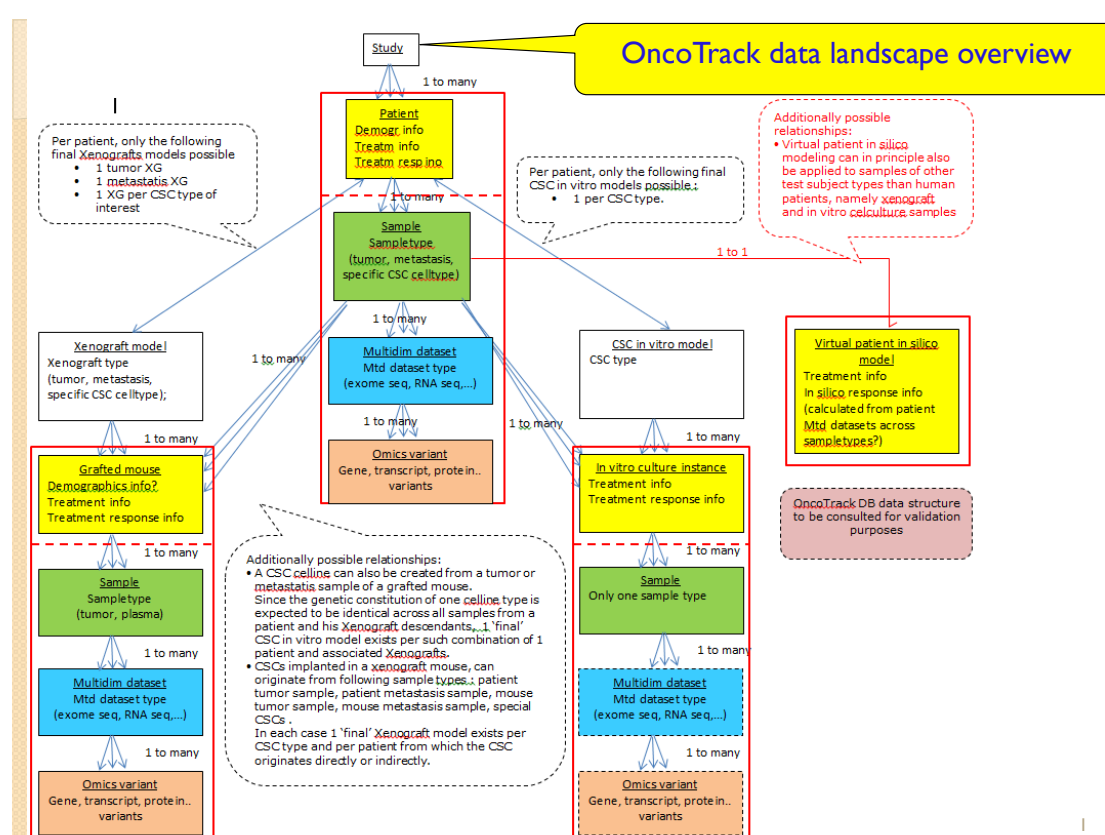 Study
OncoTrack data landscape overview
1 to many
Patient
Demogr info
Treatm info
Treatm resp ino
Per patient, only the following
final Xenografts models possible
• 1 tumor XG
• 1 metastatis XG
• 1 XG per CSC type of
interest
Per patient, only the following final
CSC in vitro models possible :
• 1 per CSC type.
Additionally possible
relationships:
• Virtual patient in silico
modeling can in principle also
be applied to samples of other
test subject types than human
patients, namely xenograft
and in vitro celculture samples
1 to many
Sample
Sampletype
(tumor, metastasis,
specific CSC celltype)
1 to 1
1 to many
Xenograft model
Xenograft type
(tumor, metastasis,
specific CSC celltype);
1 to many
Multidim dataset
Mtd dataset type
(exome seq, RNA seq,...)
CSC in vitro model
CSC type
Virtual patient in silico
model
Treatment info
In silico response info
(calculated from patient
Mtd datasets across
sampletypes?)
1 to many
1 to many
1 to many
1 to many
Grafted mouse
Demographics info?
Treatment info
Treatment response info
Omics variant
Gene, transcript, protein..
variants
In vitro culture instance
Treatment info
Treatment response info
OncoTrack DB data structure
to be consulted for validation
purposes
1 to many
1 to many
Additionally possible relationships:
• A CSC celline can also be created from a tumor or
metastatis sample of a grafted mouse.
Since the genetic constitution of one celline type is
expected to be identical across all samples from a
patient and his Xenograft descendants, 1 'final'
CSC in vitro model exists per such combination of 1
patient and associated Xenografts.
• CSCs implanted in a xenograft mouse, can
originate from following sample types : patient
tumor sample, patient metastasis sample, mouse
tumor sample, mouse metastasis sample, special
CSCs .
In each case 1 'final' Xenograft model exists per
CSC type and per patient from which the CSC
originates directly or indirectly.
Sample
Sampletype
(tumor, plasma)
Sample
Only one sample type
1 to many
1 to many
Multidim dataset
Mtd dataset type
(exome seq, RNA seq,...)
Multidim dataset
Mtd dataset type
(exome seq, RNA seq,...)
1 to many
1 to many
Omics variant
Gene, transcript, protein..
variants
Omics variant
Gene, transcript, protein..
variants